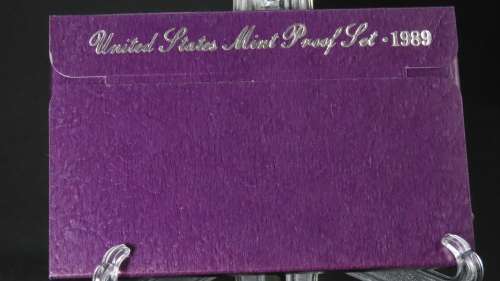 United States Mint Proof Set · 1989